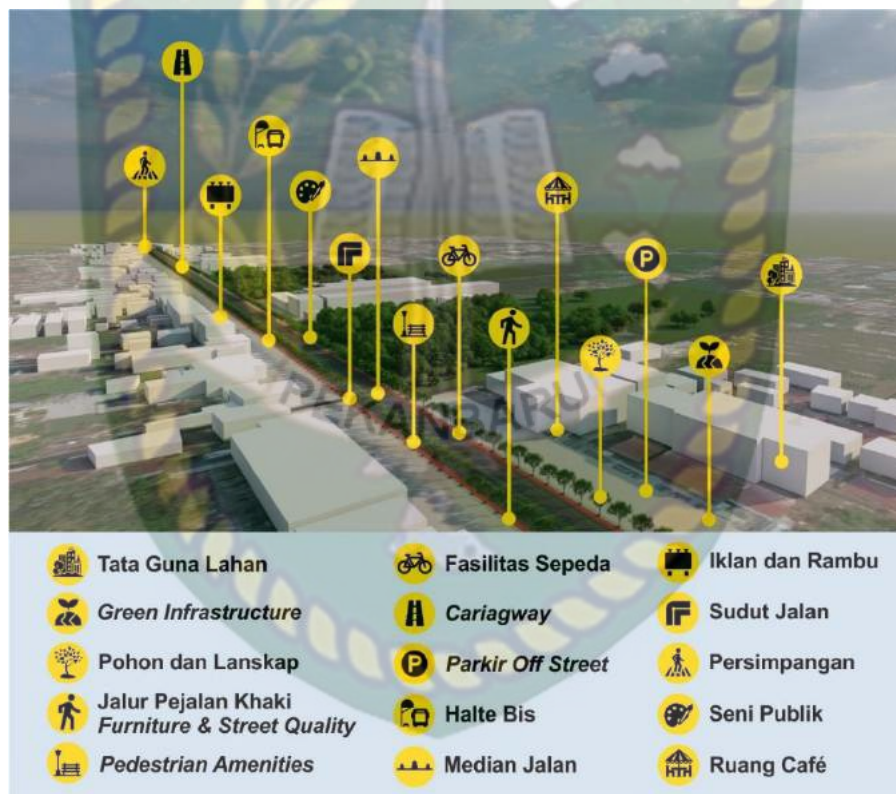 PEKANBARU
P
Tata Guna Lahan
Green Infrastructure
Pohon dan Lanskap
Jalur Pejalan Khaki
Furniture & Street Quality
Pedestrian Amenities
Fasilitas Sepeda
Cariagway
P
Parkir Off Street
Halte Bis
Median Jalan
Iklan dan Rambu
Sudut Jalan
Persimpangan
Seni Publik
Ruang Café